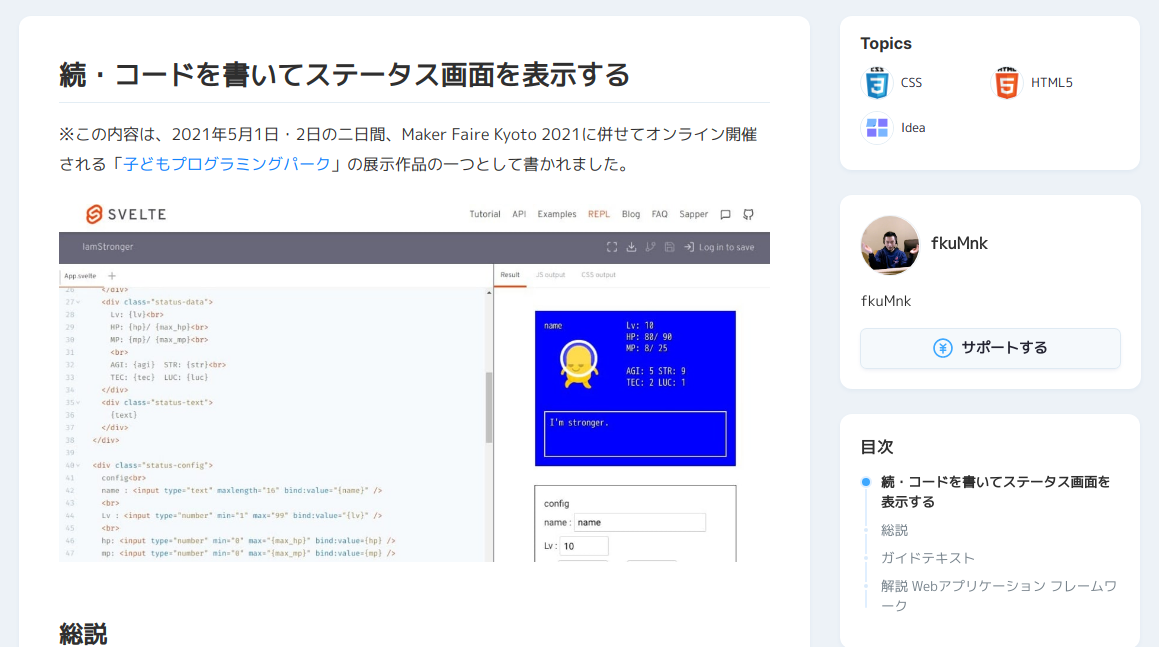 続・コードを書いてステータス画面を表示する
※この内容は、2021年5月1日・2日の二日間、Maker Faire Kyoto 2021に併せてオンライン開催
される「子どもプログラミングパーク」の展示作品の一つとして書かれました。
SVELTE
Tutorial API Examples REPL Blog FAQ Sapper
IamStronger
Log in to save
App.svelte +
26 </div>
27 <div class="status-data">
28 Lv: {lv}<br>
29 HP: {hp}/ {max_hp}<br>
30 MP: {mp}/ {max_mp}<br>
31 <br>
32 AGI: {agi} STR: {str}<br>
33 TEC: {tec} LUC: {luc}
34 </div>
35 <div class="status-text">
36 {text}
37 </div>
38 </div>
39
40 <div class="status-config">
41 config<br>
42 name : <input type="text" maxlength="16" bind:value="{name}" />
43 <br>
44 Lv : <input type="number" min="1" max="99" bind:value="{lv}" />
45 <br>
46 hp: <input type="number" min="0" max="{max_hp}" bind:value={hp} />
47 mp: <input type="number" min="0" max="{max_mp}" bind:value={mp} />
Result JS output CSS output
name
Lv: 10
HP: 80/ 90
MP: 8/ 25
AGI: 5 STR: 9
TEC: 2 LUC: 1
I'm stronger.
config
name : name
Lv : 10
総説
Topics
CSS
HTML5
Idea
fkuMnk
fkuMnk
サポートする
目次
続・コードを書いてステータス画面を
表示する
総説
ガイドテキスト
解説 Webアプリケーション フレームワ
ーク